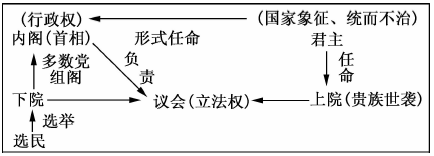 (行政权)
(国家象征、统而不治)
内阁(首相)
形式任命
君主
多数党
组阁
负
责
任
命
下院
议会(立法权)
上院(贵族世袭)
选举
选民